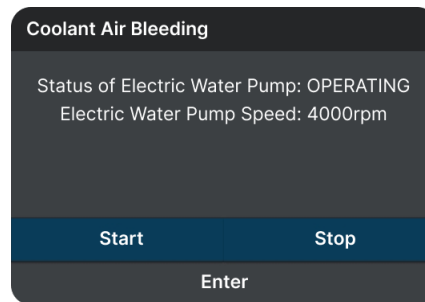 Coolant Air Bleeding
Status of Electric Water Pump: OPERATING
Electric Water Pump Speed: 4000rpm
Start Stop
Enter